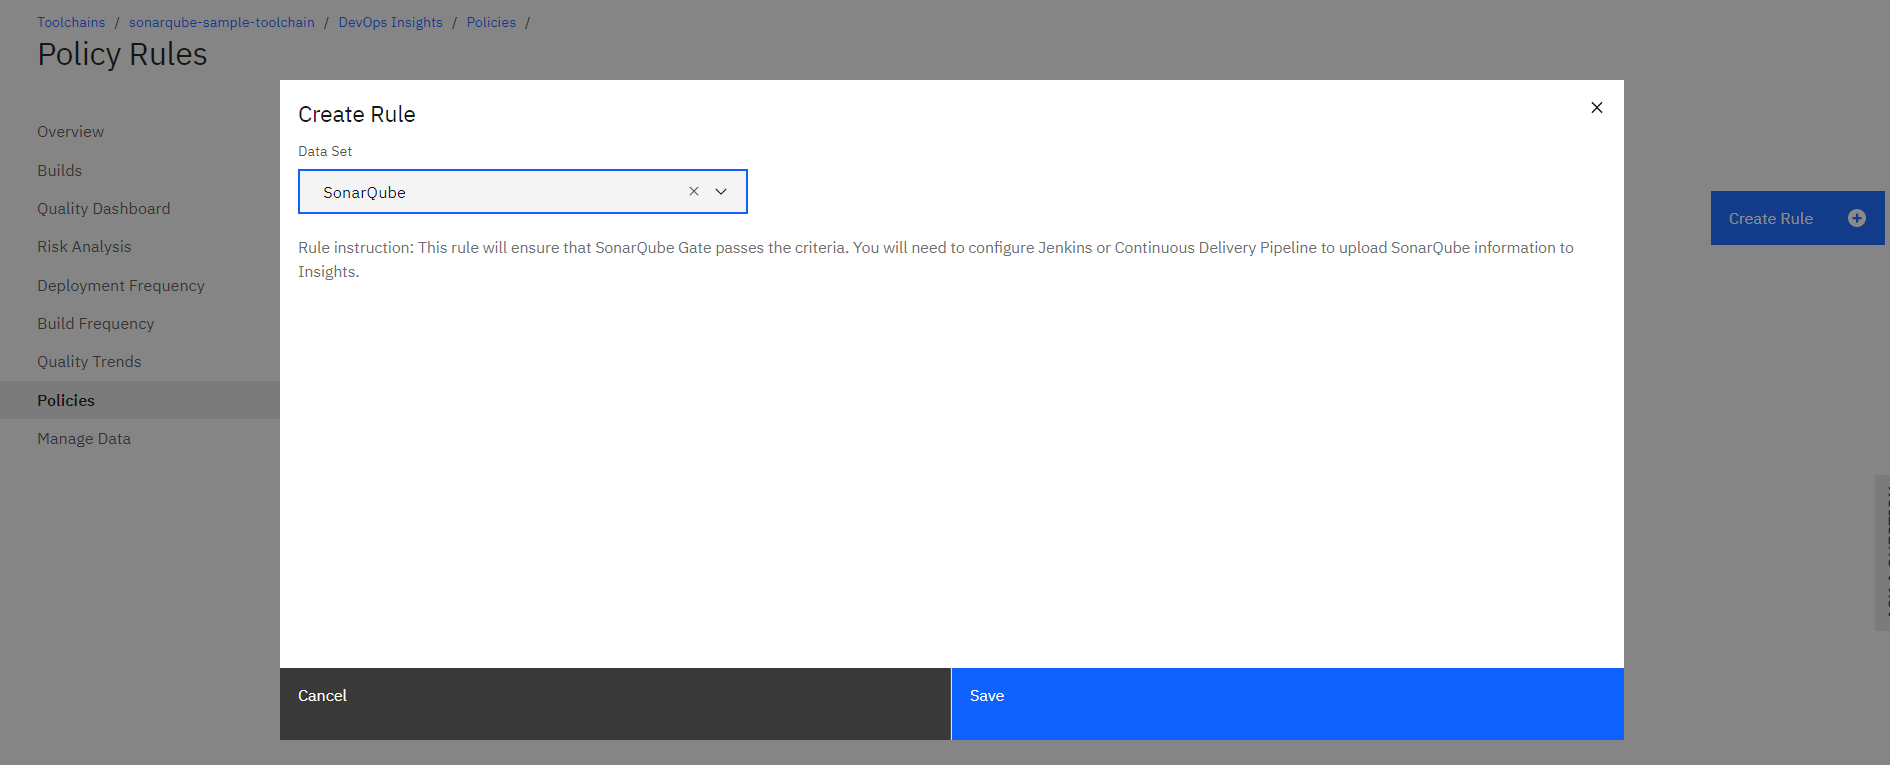 Toolchains / sonarqube-sample-toolchain / DevOps Insights / Policies /
Policy Rules
Overview
Builds
Quality Dashboard
Risk Analysis
Deployment Frequency
Build Frequency
Quality Trends
Policies
Manage Data
Create Rule
Data Set
SonarQube
Rule instruction: This rule will ensure that SonarQube Gate passes the criteria. You will need to configure Jenkins or Continuous Delivery Pipeline to upload SonarQube information to
Insights.
Cancel
Save
Create Rule